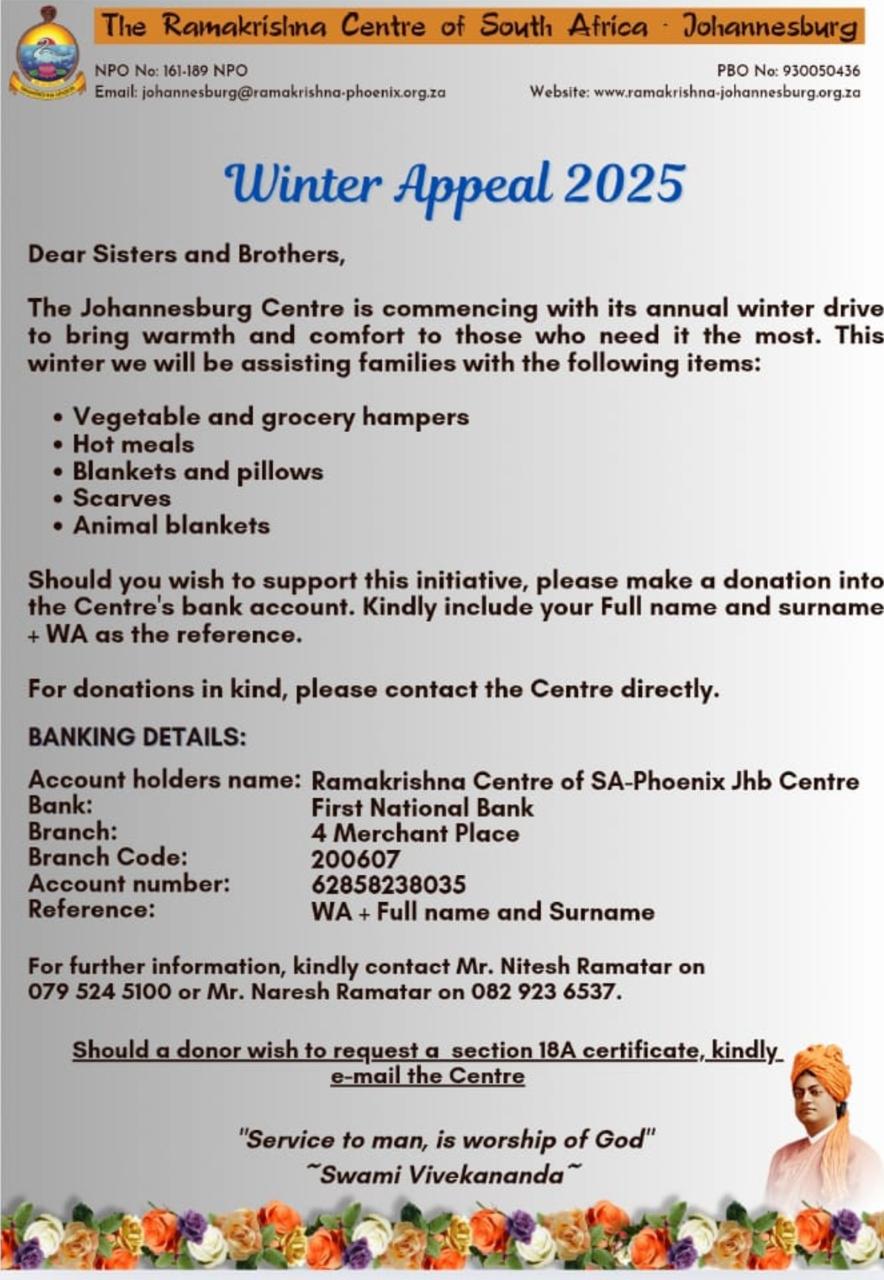 The Ramakrishna Centre of South Africa · Johannesburg
NPO No: 161-189 NPO
PBO No: 930050436
Email: johannesburg@ramakrishna-phoenix.org.za
Website: www.ramakrishna-johannesburg.org.za
Winter Appeal 2025
Dear Sisters and Brothers,
The Johannesburg Centre is commencing with its annual winter drive
to bring warmth and comfort to those who need it the most. This
winter we will be assisting families with the following items:
• Vegetable and grocery hampers
• Hot meals
• Blankets and pillows
• Scarves
• Animal blankets
Should you wish to support this initiative, please make a donation into
the Centre's bank account. Kindly include your Full name and surname
+ WA as the reference.
For donations in kind, please contact the Centre directly.
BANKING DETAILS:
Account holders name: Ramakrishna Centre of SA-Phoenix Jhb Centre
Bank: First National Bank
Branch: 4 Merchant Place
Branch Code: 200607
Account number: 62858238035
Reference: WA + Full name and Surname
For further information, kindly contact Mr. Nitesh Ramatar on
079 524 5100 or Mr. Naresh Ramatar on 082 923 6537.
Should a donor wish to request a section 18A certificate, kindly
e-mail the Centre
"Service to man, is worship of God"
~Swami Vivekananda~